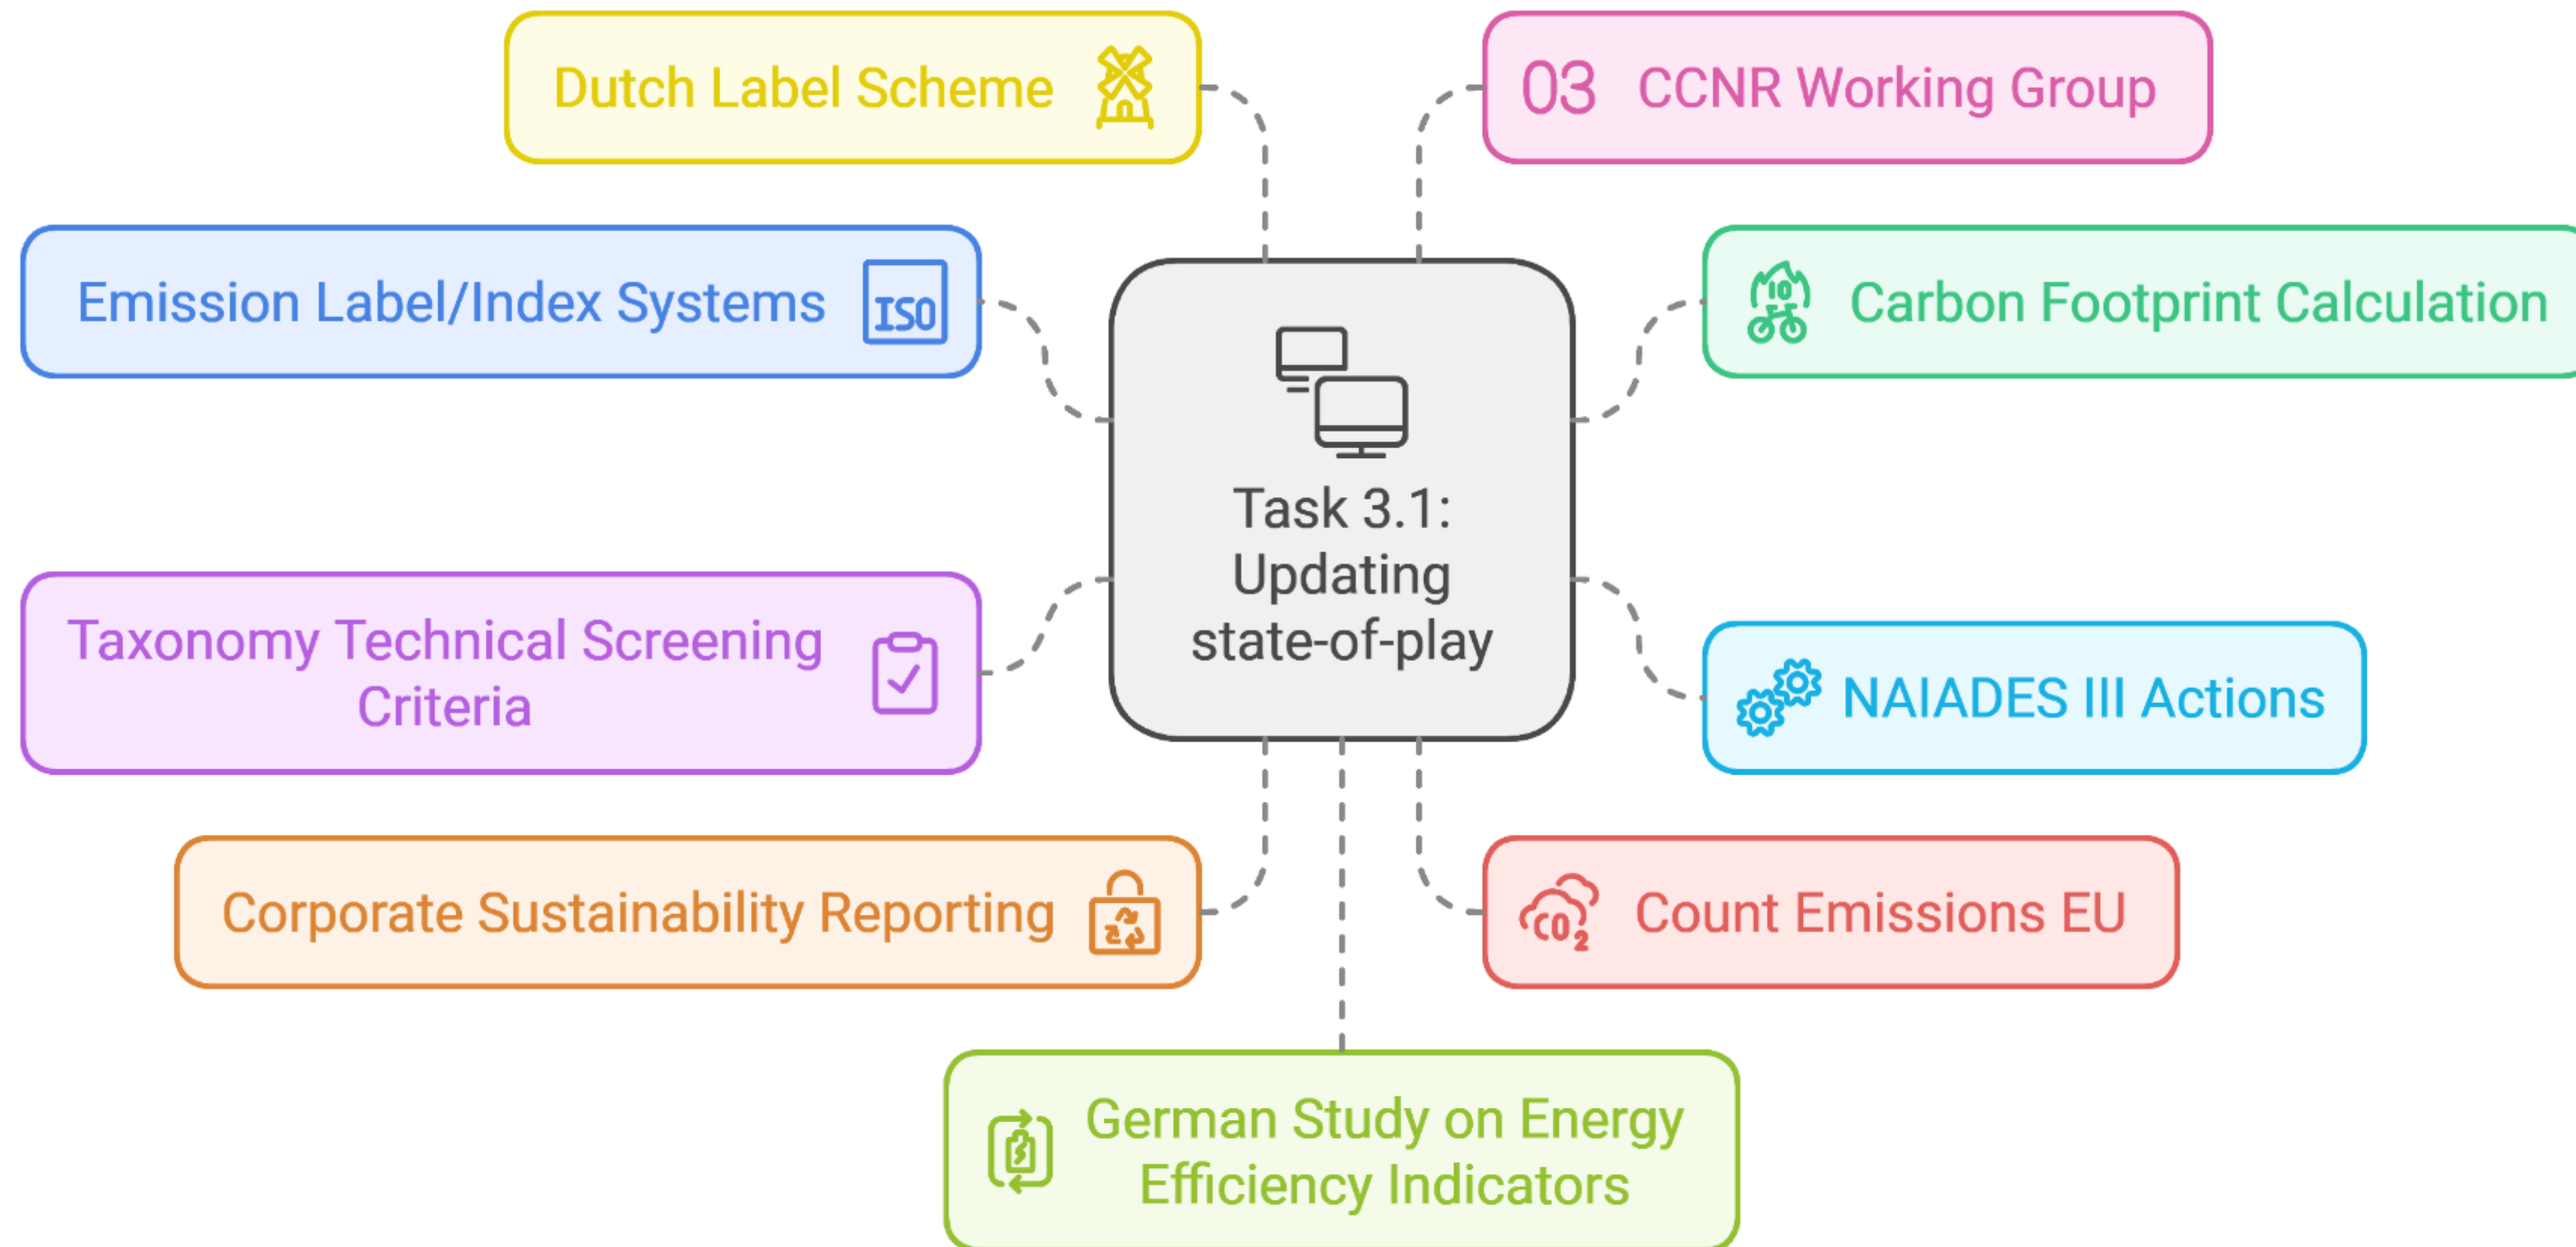 Dutch Label Scheme
03 CCNR Working Group
Emission Label/Index Systems
ISO
10
Carbon Footprint Calculation
Task 3.1:
Updating
state-of-play
Taxonomy Technical Screening
Criteria
NAIADES III Actions
Corporate Sustainability Reporting
CO2
Count Emissions EU
German Study on Energy
Efficiency Indicators